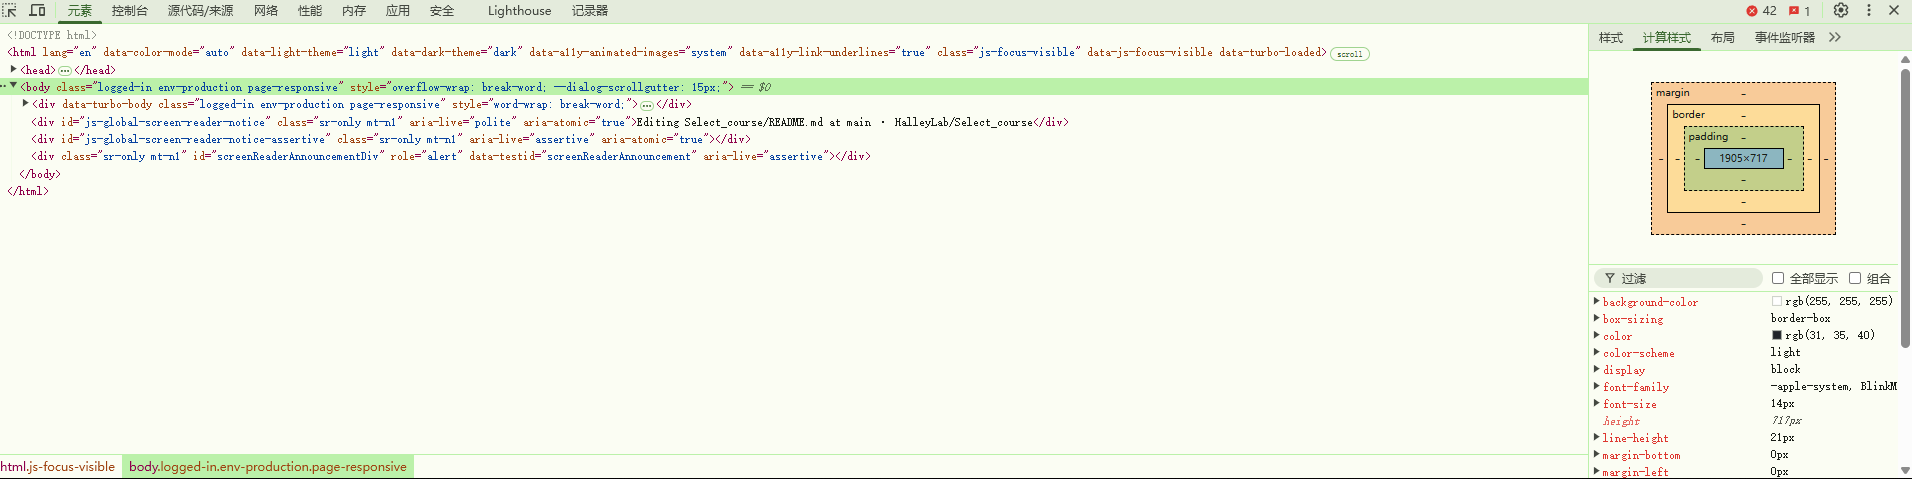 元素 控制台 源代码/来源 网络 性能 内存 应用 安全 Lighthouse 记录器 42 1
<!DOCTYPE html>
<html lang="en" data-color-mode="auto" data-light-theme="light" data-dark-theme="dark" data-a11y-animated-images="system" data-a11y-link-underlines="true" class="js-focus-visible" data-js-focus-visible data-turbo-loaded> scroll
<head>…</head>
<body class="logged-in env-production page-responsive" style="overflow-wrap: break-word; --dialog-scrollgutter: 15px;"> == $0
<div data-turbo-body class="logged-in env-production page-responsive" style="word-wrap: break-word;">…</div>
<div id="js-global-screen-reader-notice" class="sr-only mt-n1" aria-live="polite" aria-atomic="true">Editing Select_course/README.md at main · HalleyLab/Select_course</div>
<div id="js-global-screen-reader-notice-assertive" class="sr-only mt-n1" aria-live="assertive" aria-atomic="true"></div>
<div class="sr-only mt-n1" id="screenReaderAnnouncementDiv" role="alert" data-testid="screenReaderAnnouncement" aria-live="assertive"></div>
</body>
</html>
html.js-focus-visible body.logged-in.env-production.page-responsive
样式 计算样式 布局 事件监听器
margin -
border -
padding -
- - - 1905×717 - - -
-
-
-
过滤 全部显示 组合
background-color rgb(255, 255, 255)
box-sizing border-box
color rgb(31, 35, 40)
color-scheme light
display block
font-family -apple-system, BlinkM
font-size 14px
height 717px
line-height 21px
margin-bottom 0px
margin-left 0px